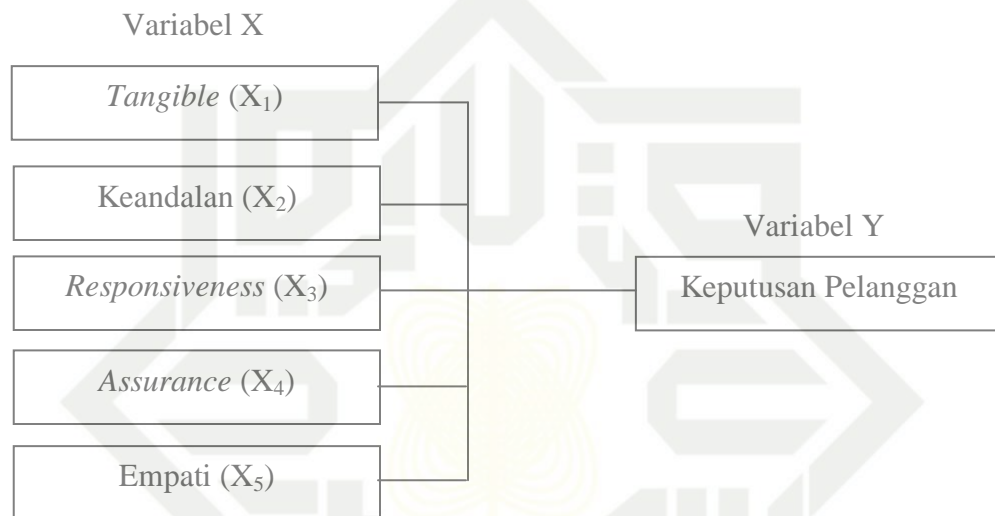 Variabel X
Tangible (X₁)
Keandalan (X₂)
Variabel Y
Responsiveness (X₃)
Keputusan Pelanggan
Assurance (X₄)
Empati (X₅)